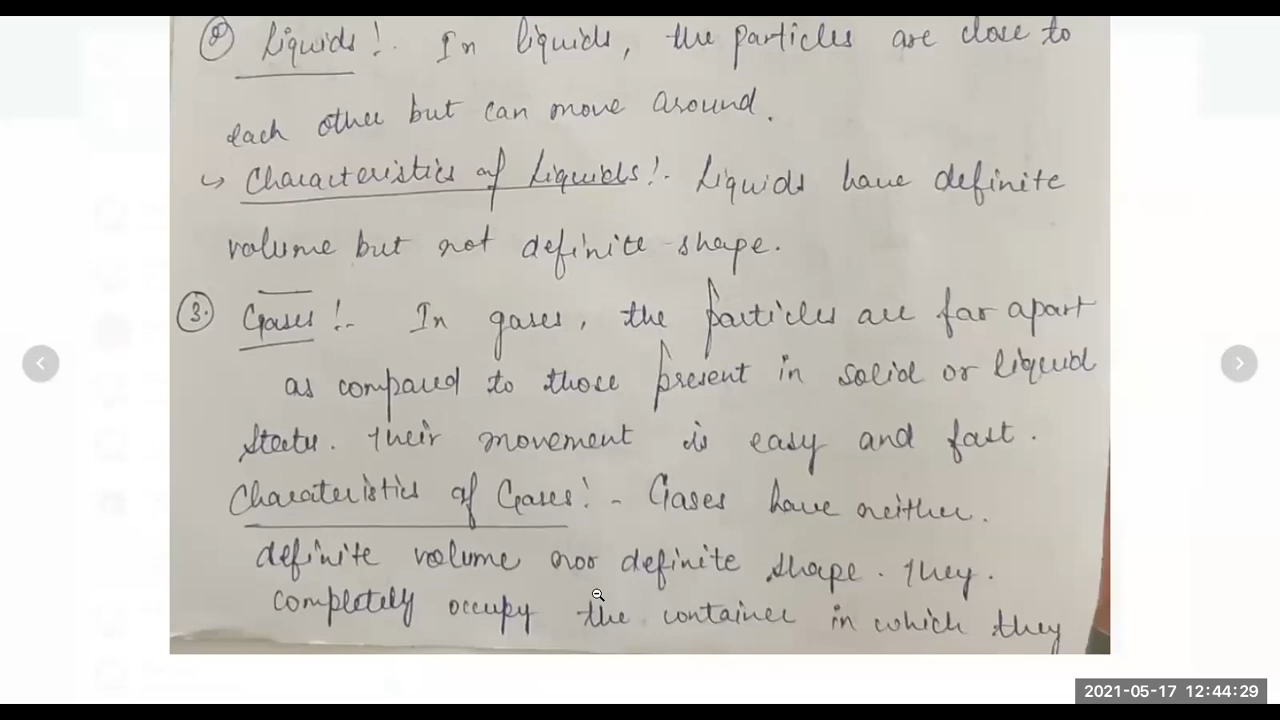 ② Liquids!. In liquids, the particles are close to
each other but can move around.
↳ Characteristics of Liquids!. Liquids have definite
volume but not definite shape.
③. Gases!- In gases, the particles are far apart
as compared to those present in solid or liquid
State. Their movement is easy and fast.
Charateristics of Gases!- Gases have neither.
definite volume nor definite shape. They.
completely occupy the container in which they
2021-05-17 12:44:29